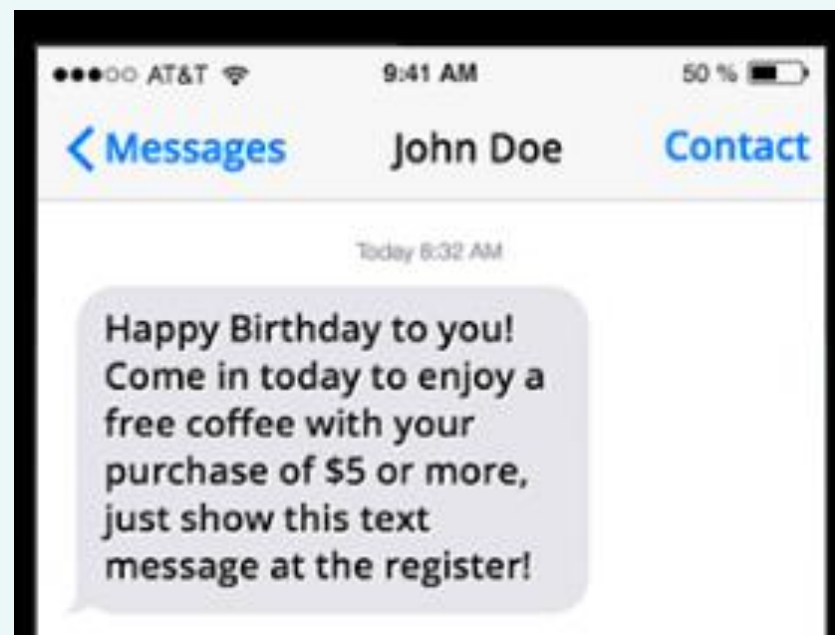 AT&T 9:41 AM 50 %
Messages John Doe Contact
Today 8:32 AM
Happy Birthday to you!
Come in today to enjoy a
free coffee with your
purchase of $5 or more,
just show this text
message at the register!